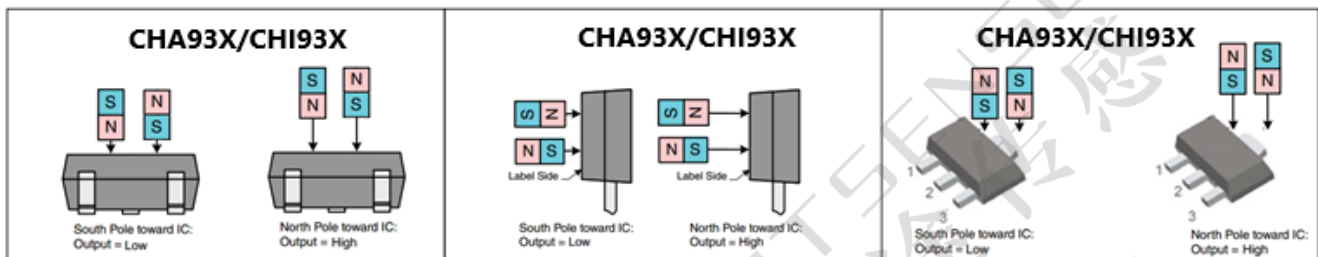 CHA93X/CHI93X
S
N
N
S
S
N
N
S
South Pole toward IC:
Output = Low
North Pole toward IC:
Output = High
CHA93X/CHI93X
S N
N S
Label Side
S N
N S
Label Side
South Pole toward IC:
Output = Low
North Pole toward IC:
Output = High
CHA93X/CHI93X
N
S
S
N
N
S
S
N
1
2
3
1
2
3
South Pole toward IC:
Output = Low
North Pole toward IC:
Output = High